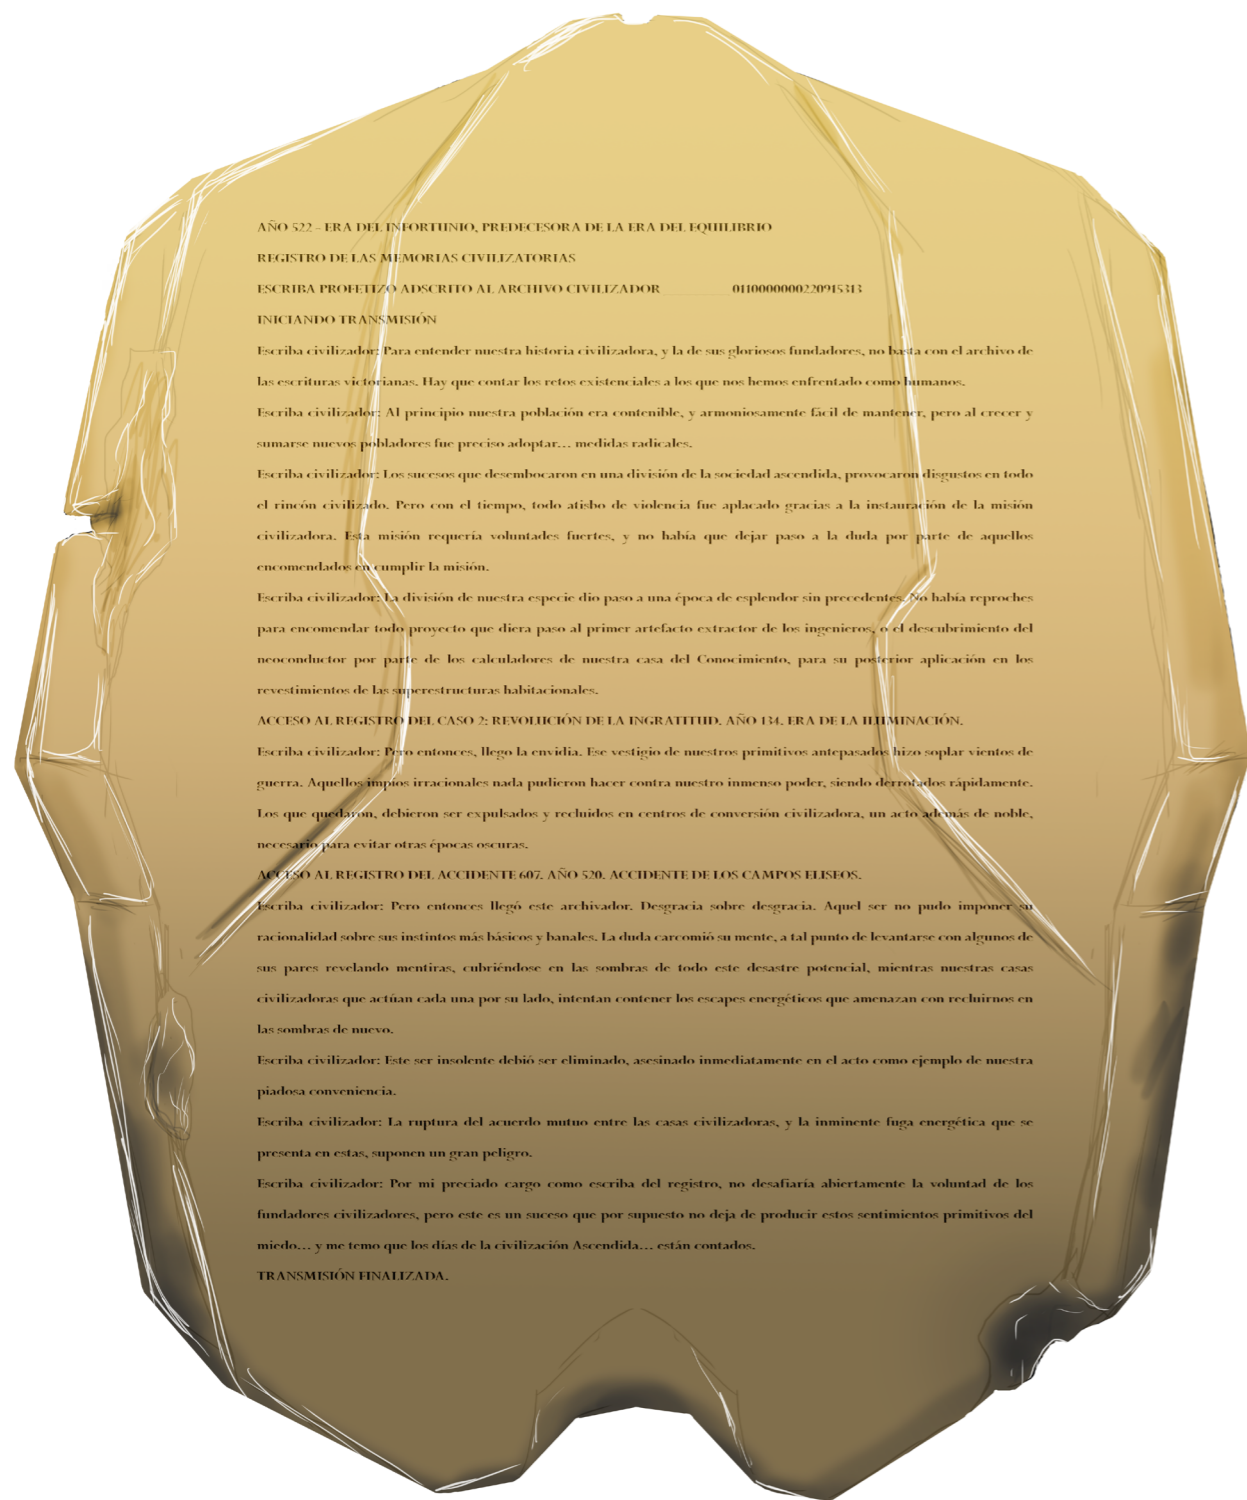 AÑO 522 – ERA DEL INFORTUNIO, PREDECESORA DE LA ERA DEL EQUILIBRIO
REGISTRO DE LAS MEMORIAS CIVILIZATORIAS
ESCRIBA PROFETIZO ADSCRITO AL ARCHIVO CIVILIZADOR__________0110000000220915313
INICIANDO TRANSMISIÓN
Escriba civilizador: Para entender nuestra historia civilizadora, y la de sus gloriosos fundadores, no basta con el archivo de
las escrituras victorianas. Hay que contar los retos existenciales a los que nos hemos enfrentado como humanos.
Escriba civilizador: Al principio nuestra población era contenible, y armoniosamente fácil de mantener, pero al crecer y
sumarse nuevos pobladores fue preciso adoptar… medidas radicales.
Escriba civilizador: Los sucesos que desembocaron en una división de la sociedad ascendida, provocaron disgustos en todo
el rincón civilizado. Pero con el tiempo, todo atisbo de violencia fue aplacado gracias a la instauración de la misión
civilizadora. Esta misión requería voluntades fuertes, y no había que dejar paso a la duda por parte de aquellos
encomendados en cumplir la misión.
Escriba civilizador: La división de nuestra especie dio paso a una época de esplendor sin precedentes. No había reproches
para encomendar todo proyecto que diera paso al primer artefacto extractor de los ingenieros, o el descubrimiento del
neoconductor por parte de los calculadores de nuestra casa del Conocimiento, para su posterior aplicación en los
revestimientos de las superestructuras habitacionales.
ACCESO AL REGISTRO DEL CASO 2: REVOLUCIÓN DE LA INGRATITUD. AÑO 134. ERA DE LA ILUMINACIÓN.
Escriba civilizador: Pero entonces, llego la envidia. Ese vestigio de nuestros primitivos antepasados hizo soplar vientos de
guerra. Aquellos impíos irracionales nada pudieron hacer contra nuestro inmenso poder, siendo derrotados rápidamente.
Los que quedaron, debieron ser expulsados y recluidos en centros de conversión civilizadora, un acto además de noble,
necesario para evitar otras épocas oscuras.
ACCESO AL REGISTRO DEL ACCIDENTE 607. AÑO 520. ACCIDENTE DE LOS CAMPOS ELISEOS.
Escriba civilizador: Pero entonces llegó este archivador. Desgracia sobre desgracia. Aquel ser no pudo imponer su
racionalidad sobre sus instintos más básicos y banales. La duda carcomió su mente, a tal punto de levantarse con algunos de
sus pares revelando mentiras, cubriéndose en las sombras de todo este desastre potencial, mientras nuestras casas
civilizadoras que actúan cada una por su lado, intentan contener los escapes energéticos que amenazan con recluirnos en
las sombras de nuevo.
Escriba civilizador: Este ser insolente debió ser eliminado, asesinado inmediatamente en el acto como ejemplo de nuestra
piadosa conveniencia.
Escriba civilizador: La ruptura del acuerdo mutuo entre las casas civilizadoras, y la inminente fuga energética que se
presenta en estas, suponen un gran peligro.
Escriba civilizador: Por mi preciado cargo como escriba del registro, no desafiaría abiertamente la voluntad de los
fundadores civilizadores, pero este es un suceso que por supuesto no deja de producir estos sentimientos primitivos del
miedo… y me temo que los días de la civilización Ascendida… están contados.
TRANSMISIÓN FINALIZADA.